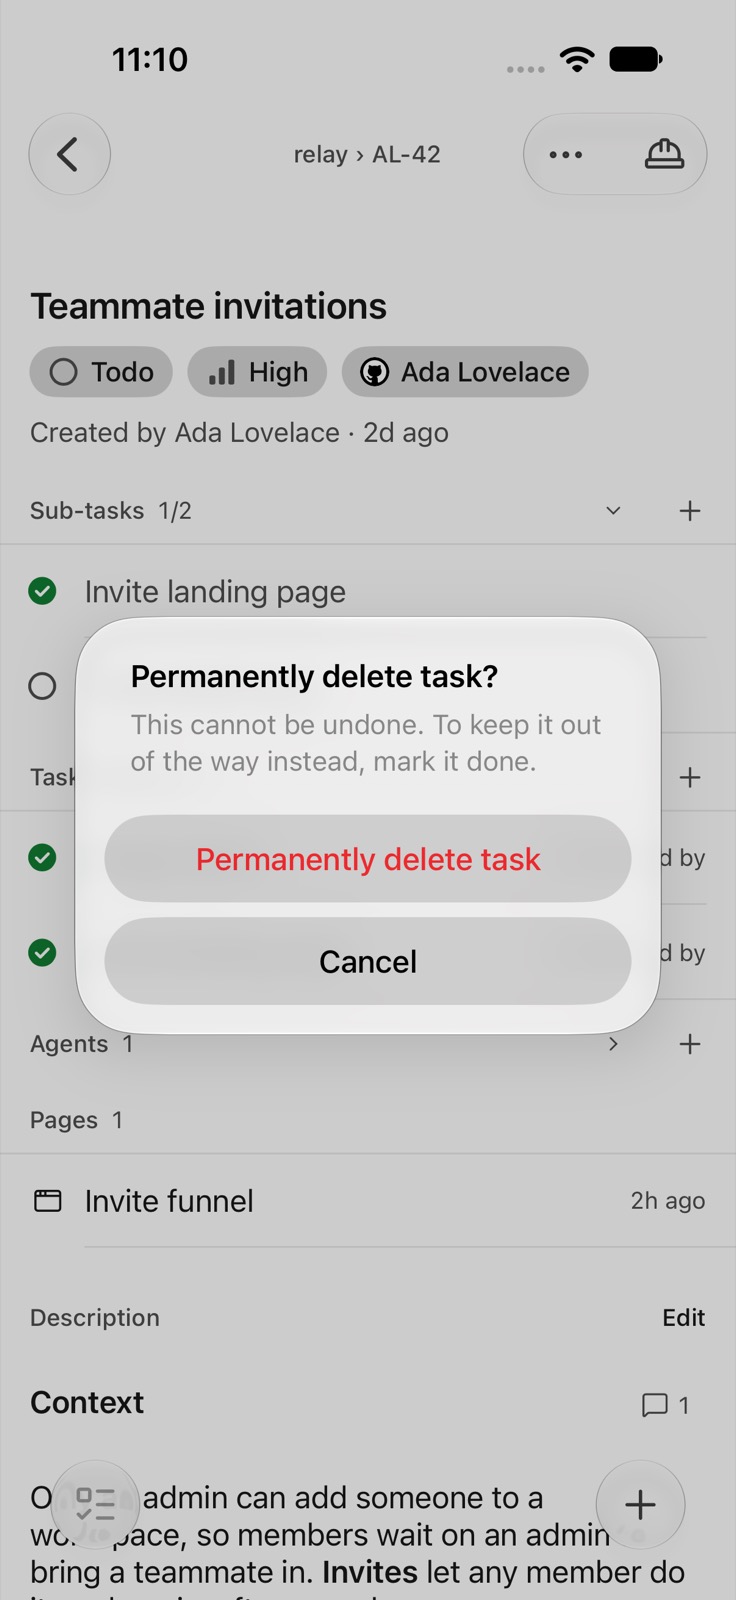 11:10
relay › AL-42
Teammate invitations
Todo
High
Ada Lovelace
Created by Ada Lovelace · 2d ago
Sub-tasks 1/2
Invite landing page
Permanently delete task?
This cannot be undone. To keep it out
of the way instead, mark it done.
Permanently delete task
Cancel
d by
d by
Agents 1
Pages 1
Invite funnel
2h ago
Description
Edit
Context
1
admin can add someone to a
so members wait on an admin
bring a teammate in. Invites let any member do